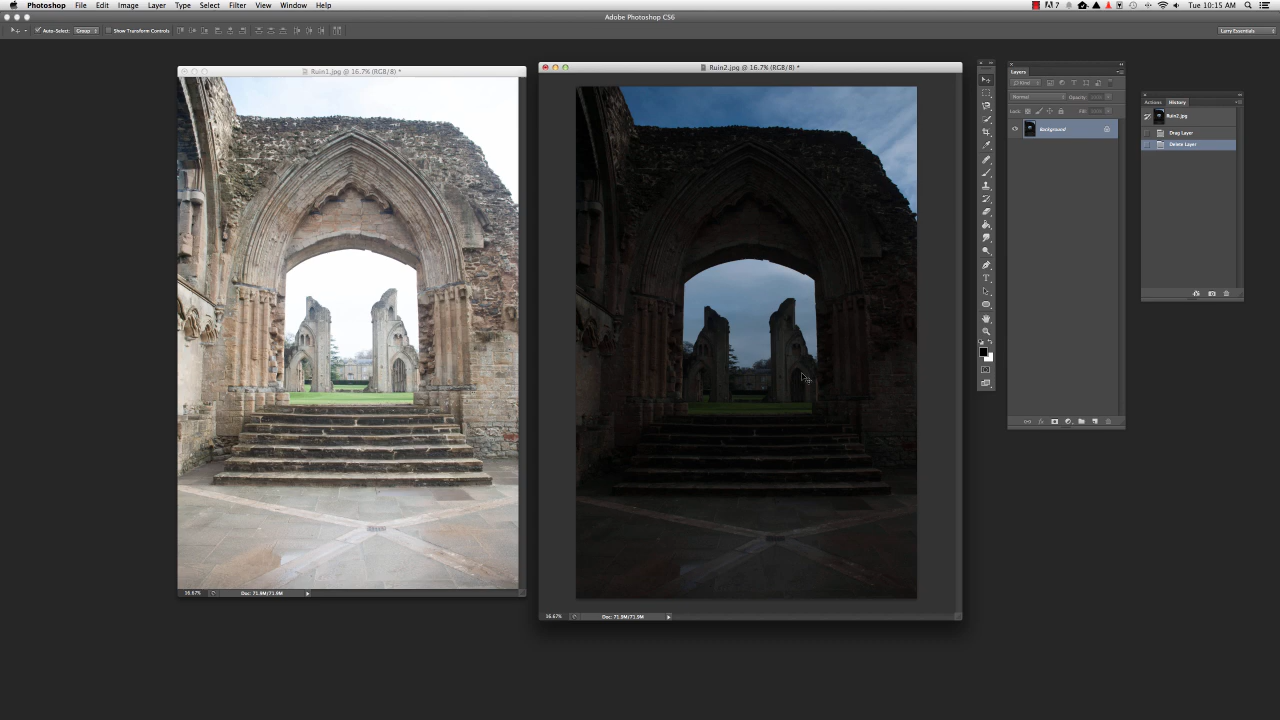 Photoshop File Edit Image Layer Type Select Filter View Window Help
7 Tue 10:15 AM
Adobe Photoshop CS6
Auto-Select: Group Show Transform Controls Larry Essentials
Ruin1.jpg @ 16.7% (RGB/8) *
Ruin2.jpg @ 16.7% (RGB/8) *
16.67% Doc: 71.9M/71.9M
16.67% Doc: 71.9M/71.9M
Layers
Kind
Normal Opacity:
Lock: Fill:
Background
Actions History
Ruin2.jpg
Drag Layer
Delete Layer